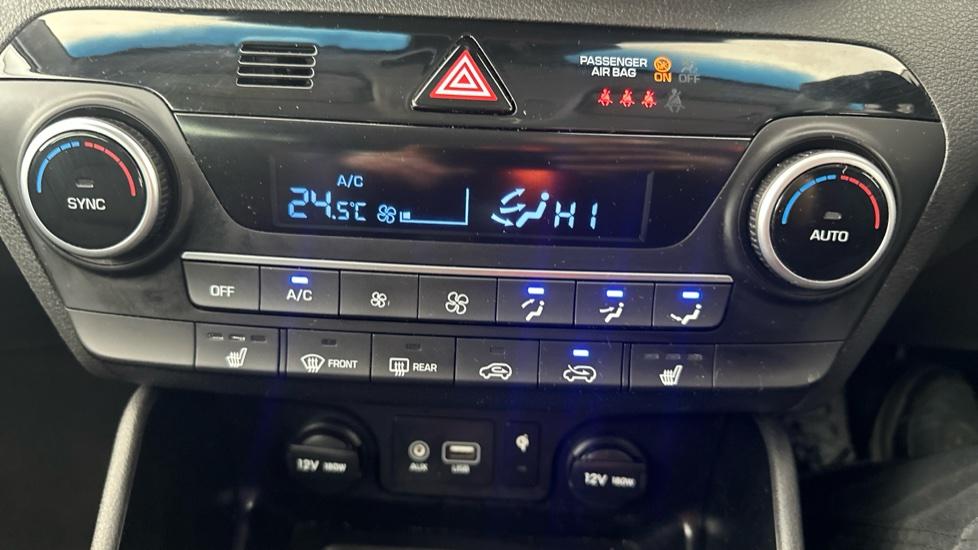 PASSENGER
AIR BAG
ON
OFF
A/C
24.5°C
HI
SYNC
AUTO
OFF
A/C
FRONT
REAR
12V 180W
AUX
USB
12V 180W